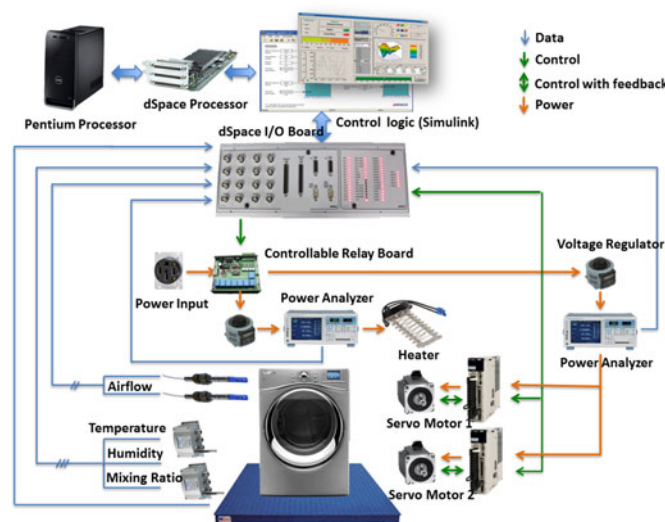 Data
Control
Control with feedback
Power
dSpace Processor
Pentium Processor
Control logic (Simulink)
dSpace I/O Board
Controllable Relay Board
Voltage Regulator
Power Input
Power Analyzer
Heater
Power Analyzer
Airflow
Servo Motor 1
Temperature
Humidity
Mixing Ratio
Servo Motor 2